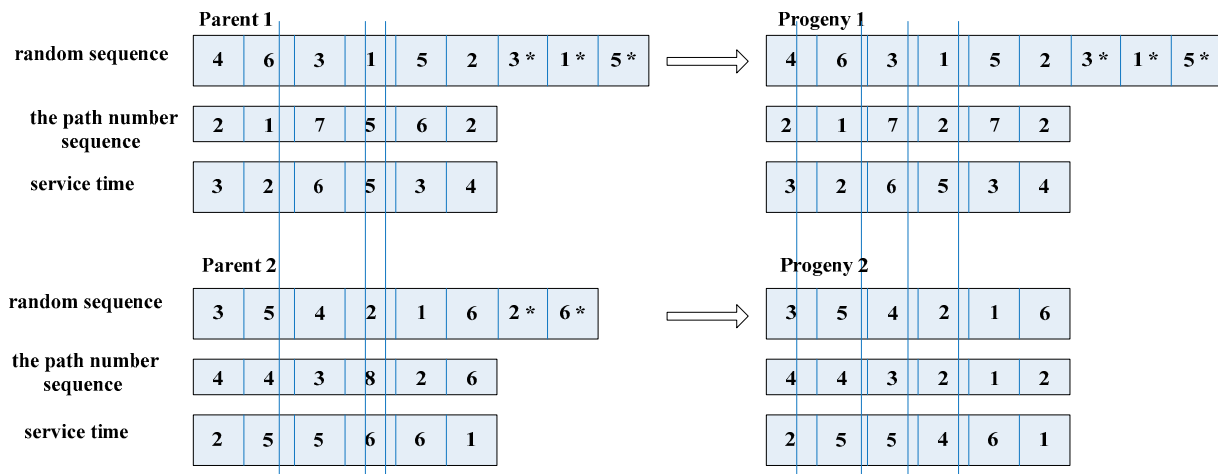 Parent 1 Progeny 1
random sequence 4 6 3 1 5 2 3 * 1 * 5 * 4 6 3 1 5 2 3 * 1 * 5 *
the path number
sequence 2 1 7 5 6 2 2 1 7 2 7 2
service time 3 2 6 5 3 4 3 2 6 5 3 4
Parent 2 Progeny 2
random sequence 3 5 4 2 1 6 2 * 6 * 3 5 4 2 1 6
the path number
sequence 4 4 3 8 2 6 4 4 3 2 1 2
service time 2 5 5 6 6 1 2 5 5 4 6 1